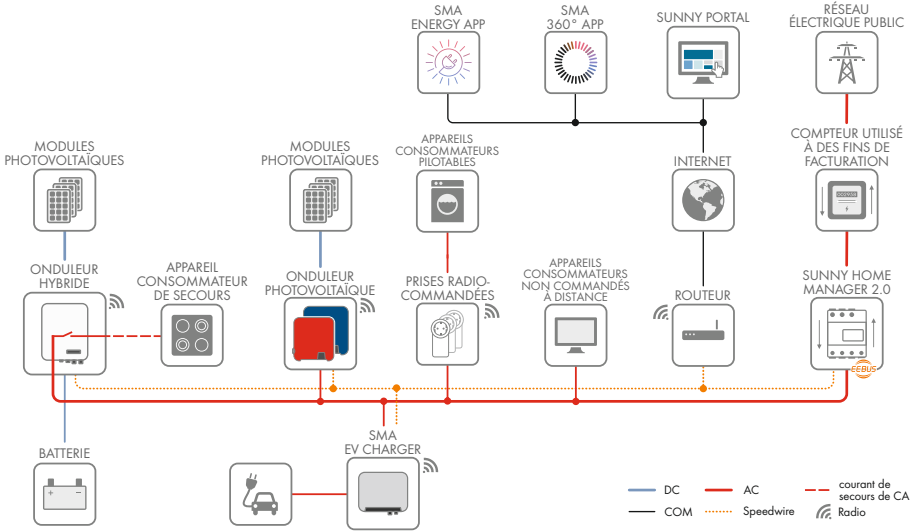 SMA
ENERGY APP
SMA
360° APP
SUNNY PORTAL
RÉSEAU
ÉLECTRIQUE PUBLIC
MODULES
PHOTOVOLTAÏQUES
MODULES
PHOTOVOLTAÏQUES
APPAREILS
CONSOMMATEURS
PILOTABLES
INTERNET
COMPTEUR UTILISÉ
À DES FINS DE
FACTURATION
ONDULEUR
HYBRIDE
APPAREIL
CONSOMMATEUR
DE SECOURS
ONDULEUR
PHOTOVOLTAÏQUE
PRISES RADIO-
COMMANDÉES
APPAREILS
CONSOMMATEURS
NON COMMANDÉS
À DISTANCE
ROUTEUR
SUNNY HOME
MANAGER 2.0
EEBUS
BATTERIE
SMA
EV CHARGER
DC
AC
courant de
secours de CA
COM
Speedwire
Radio